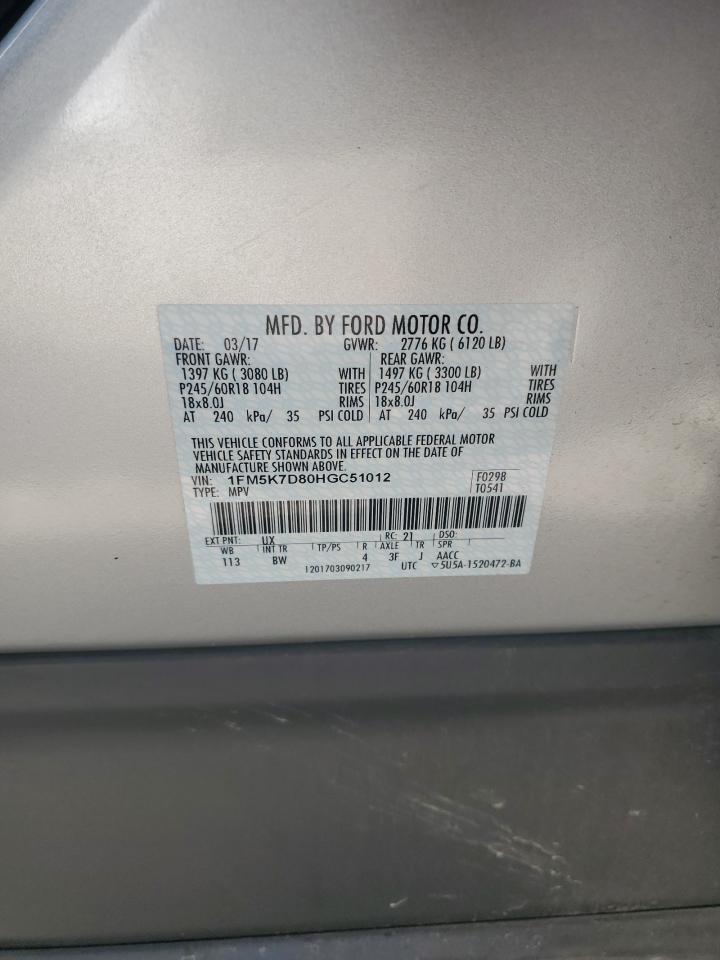 MFD. BY FORD MOTOR CO.
DATE: 03/17 GVWR: 2776 KG ( 6120 LB)
FRONT GAWR: REAR GAWR:
1397 KG ( 3080 LB) WITH 1497 KG ( 3300 LB) WITH
P245/60R18 104H TIRES P245/60R18 104H TIRES
18x8.0J RIMS 18x8.0J RIMS
AT 240 kPa/ 35 PSI COLD AT 240 kPa/ 35 PSI COLD
THIS VEHICLE CONFORMS TO ALL APPLICABLE FEDERAL MOTOR
VEHICLE SAFETY STANDARDS IN EFFECT ON THE DATE OF
MANUFACTURE SHOWN ABOVE.
VIN: 1FM5K7D80HGC51012 F0298
TYPE: MPV T0541
EXT PNT: UX RC: 21 DSO:
WB INT TR TP/PS R AXLE TR SPR
113 BW 4 3F J AACC
1201703090217 UTC ▽5U5A-1520472-BA